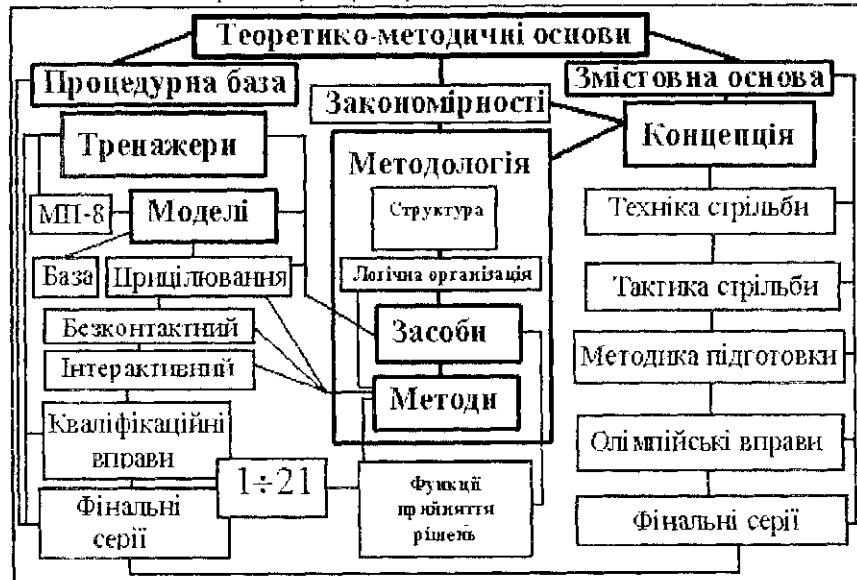 Теоретико-методичні основи
Процедурна база
Закономірності
Змістовна основа
Тренажери
Концепція
Методологія
Структура
МП-8
Моделі
Техніка стрільби
Логічна організація
База
Прицілювання
Тактика стрільби
Безконтактний
Засоби
Інтерактивний
Методика підготовки
Методи
Кваліфікаційні
вправи
Олімпійські вправи
1÷21
Функції
прийняття
рішень
Фінальні
серії
Фінальні серії